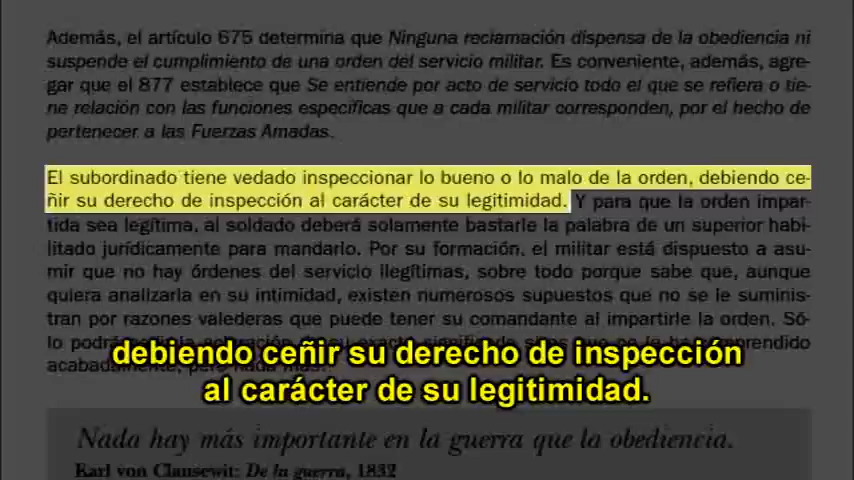 Además, el artículo 675 determina que Ninguna reclamación dispensa de la obediencia ni
suspende el cumplimiento de una orden del servicio militar. Es conveniente, además, agre-
gar que el 877 establece que Se entiende por acto de servicio todo el que se refiera o tie-
ne relación con las funciones específicas que a cada militar corresponden, por el hecho de
pertenecer a las Fuerzas Amadas.
El subordinado tiene vedado inspeccionar lo bueno o lo malo de la orden, debiendo ce-
ñir su derecho de inspección al carácter de su legitimidad. Y para que la orden impar-
tida sea legítima, al soldado deberá solamente bastarle la palabra de un superior habi-
litado jurídicamente para mandarlo. Por su formación, el militar está dispuesto a asu-
mir que no hay órdenes del servicio ilegítimas, sobre todo porque sabe que, aunque
quiera analizarla en su intimidad, existen numerosos supuestos que no se le suminis-
tran por razones valederas que puede tener su comandante al impartirle la orden. Só-
lo podrá comprendido
acabadamente, pero nada más.
debiendo ceñir su derecho de inspección
al carácter de su legitimidad.
Nada hay más importante en la guerra que la obediencia.
Karl von Clausewit: De la guerra, 1832